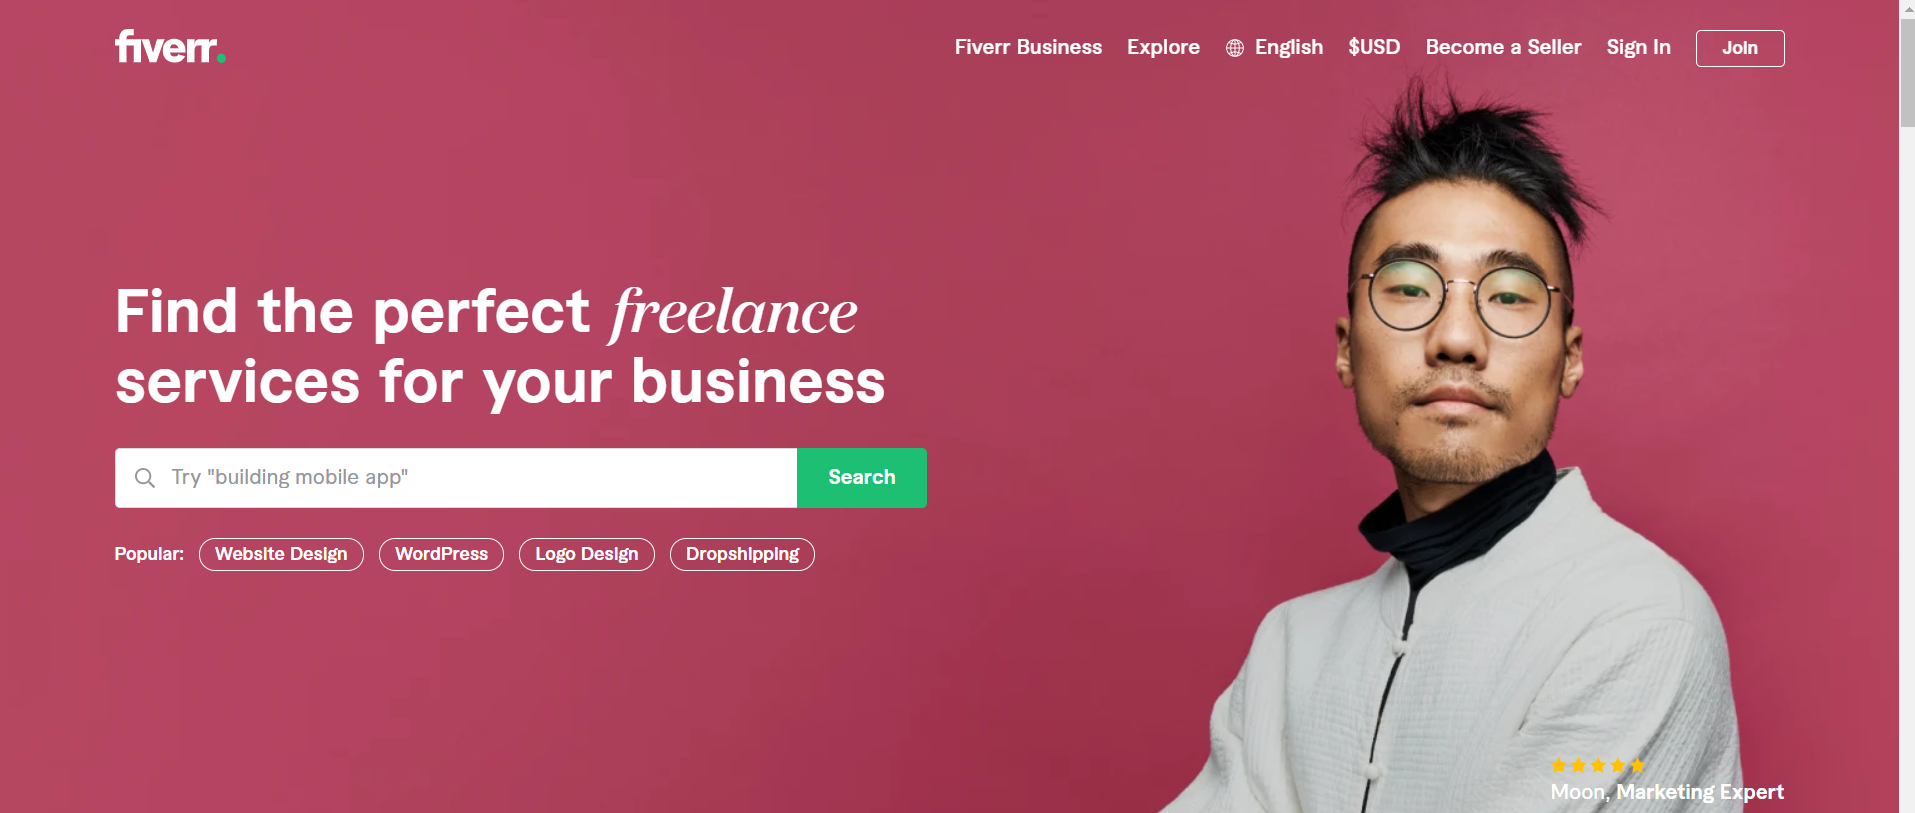 fiverr.
Fiverr Business Explore English $USD Become a Seller Sign In Join
Find the perfect freelance
services for your business
Try "building mobile app" Search
Popular: Website Design WordPress Logo Design Dropshipping
Moon, Marketing Expert